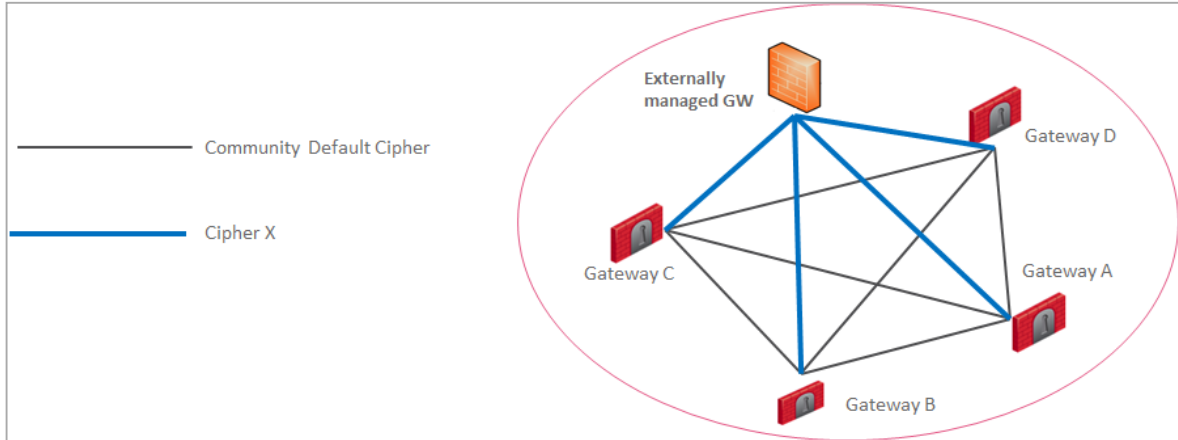 Externally
managed GW
Gateway D
Community Default Cipher
Cipher X
Gateway C
Gateway A
Gateway B